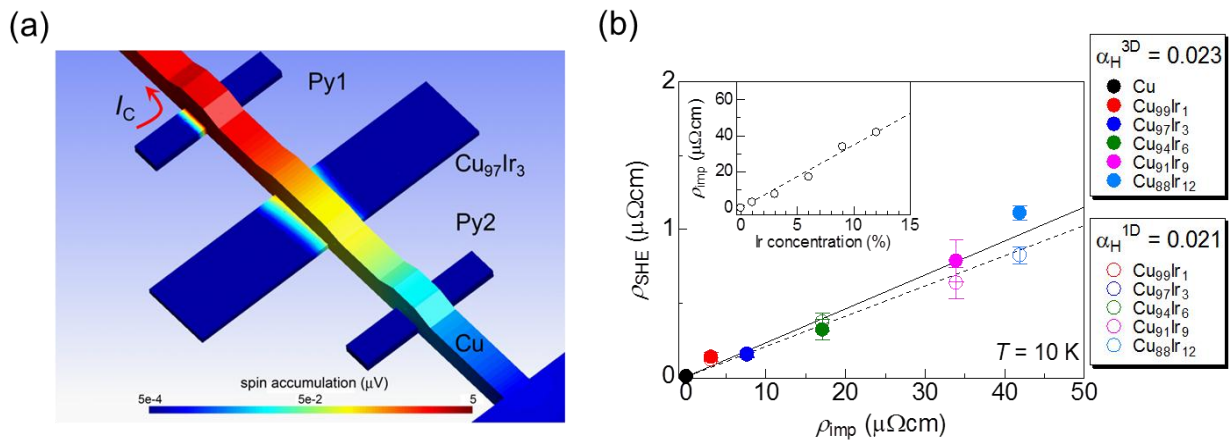 (a)
Py1
I_C
Cu₉₇Ir₃
Py2
Cu
spin accumulation (μV)
5e-4 5e-2 5
(b)
2
1
0
ρ_SHE (μΩcm)
60
40
20
0
ρ_imp (μΩcm)
0 5 10 15
Ir concentration (%)
T = 10 K
0 10 20 30 40 50
ρ_imp (μΩcm)
α_H^3D = 0.023
Cu
Cu₉₉Ir₁
Cu₉₇Ir₃
Cu₉₄Ir₆
Cu₉₁Ir₉
Cu₈₈Ir₁₂
α_H^1D = 0.021
Cu₉₉Ir₁
Cu₉₇Ir₃
Cu₉₄Ir₆
Cu₉₁Ir₉
Cu₈₈Ir₁₂